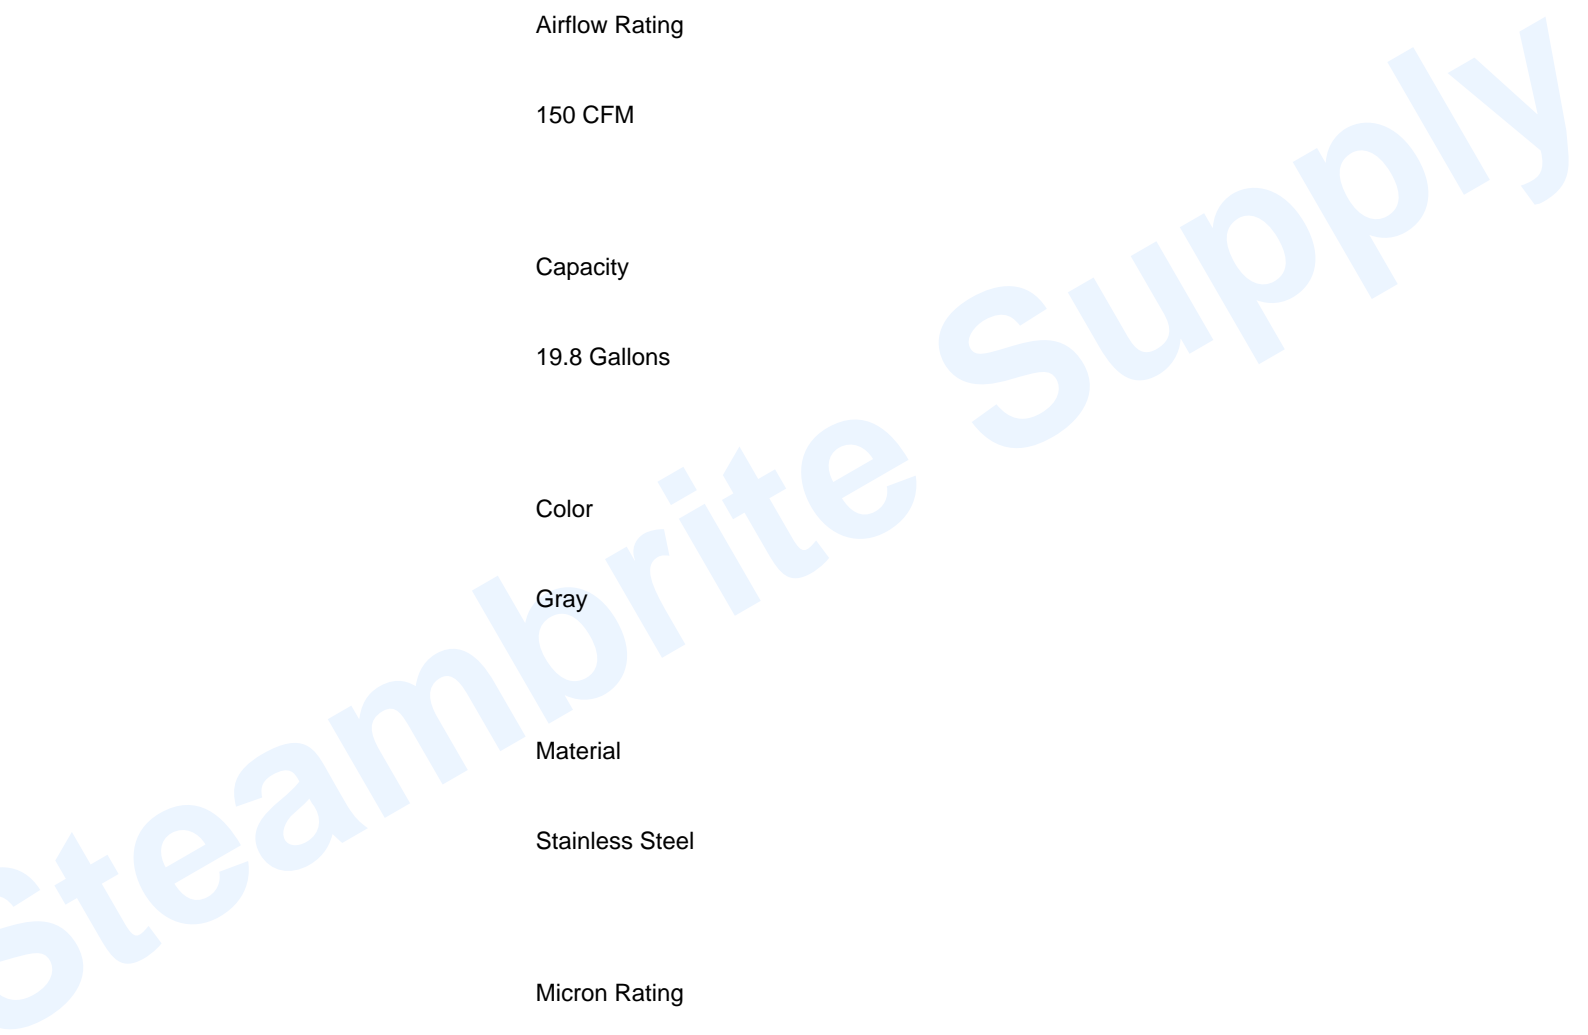 Airflow Rating
150 CFM
Capacity
19.8 Gallons
Color
Gray
Material
Stainless Steel
Micron Rating
Steambrite Supply